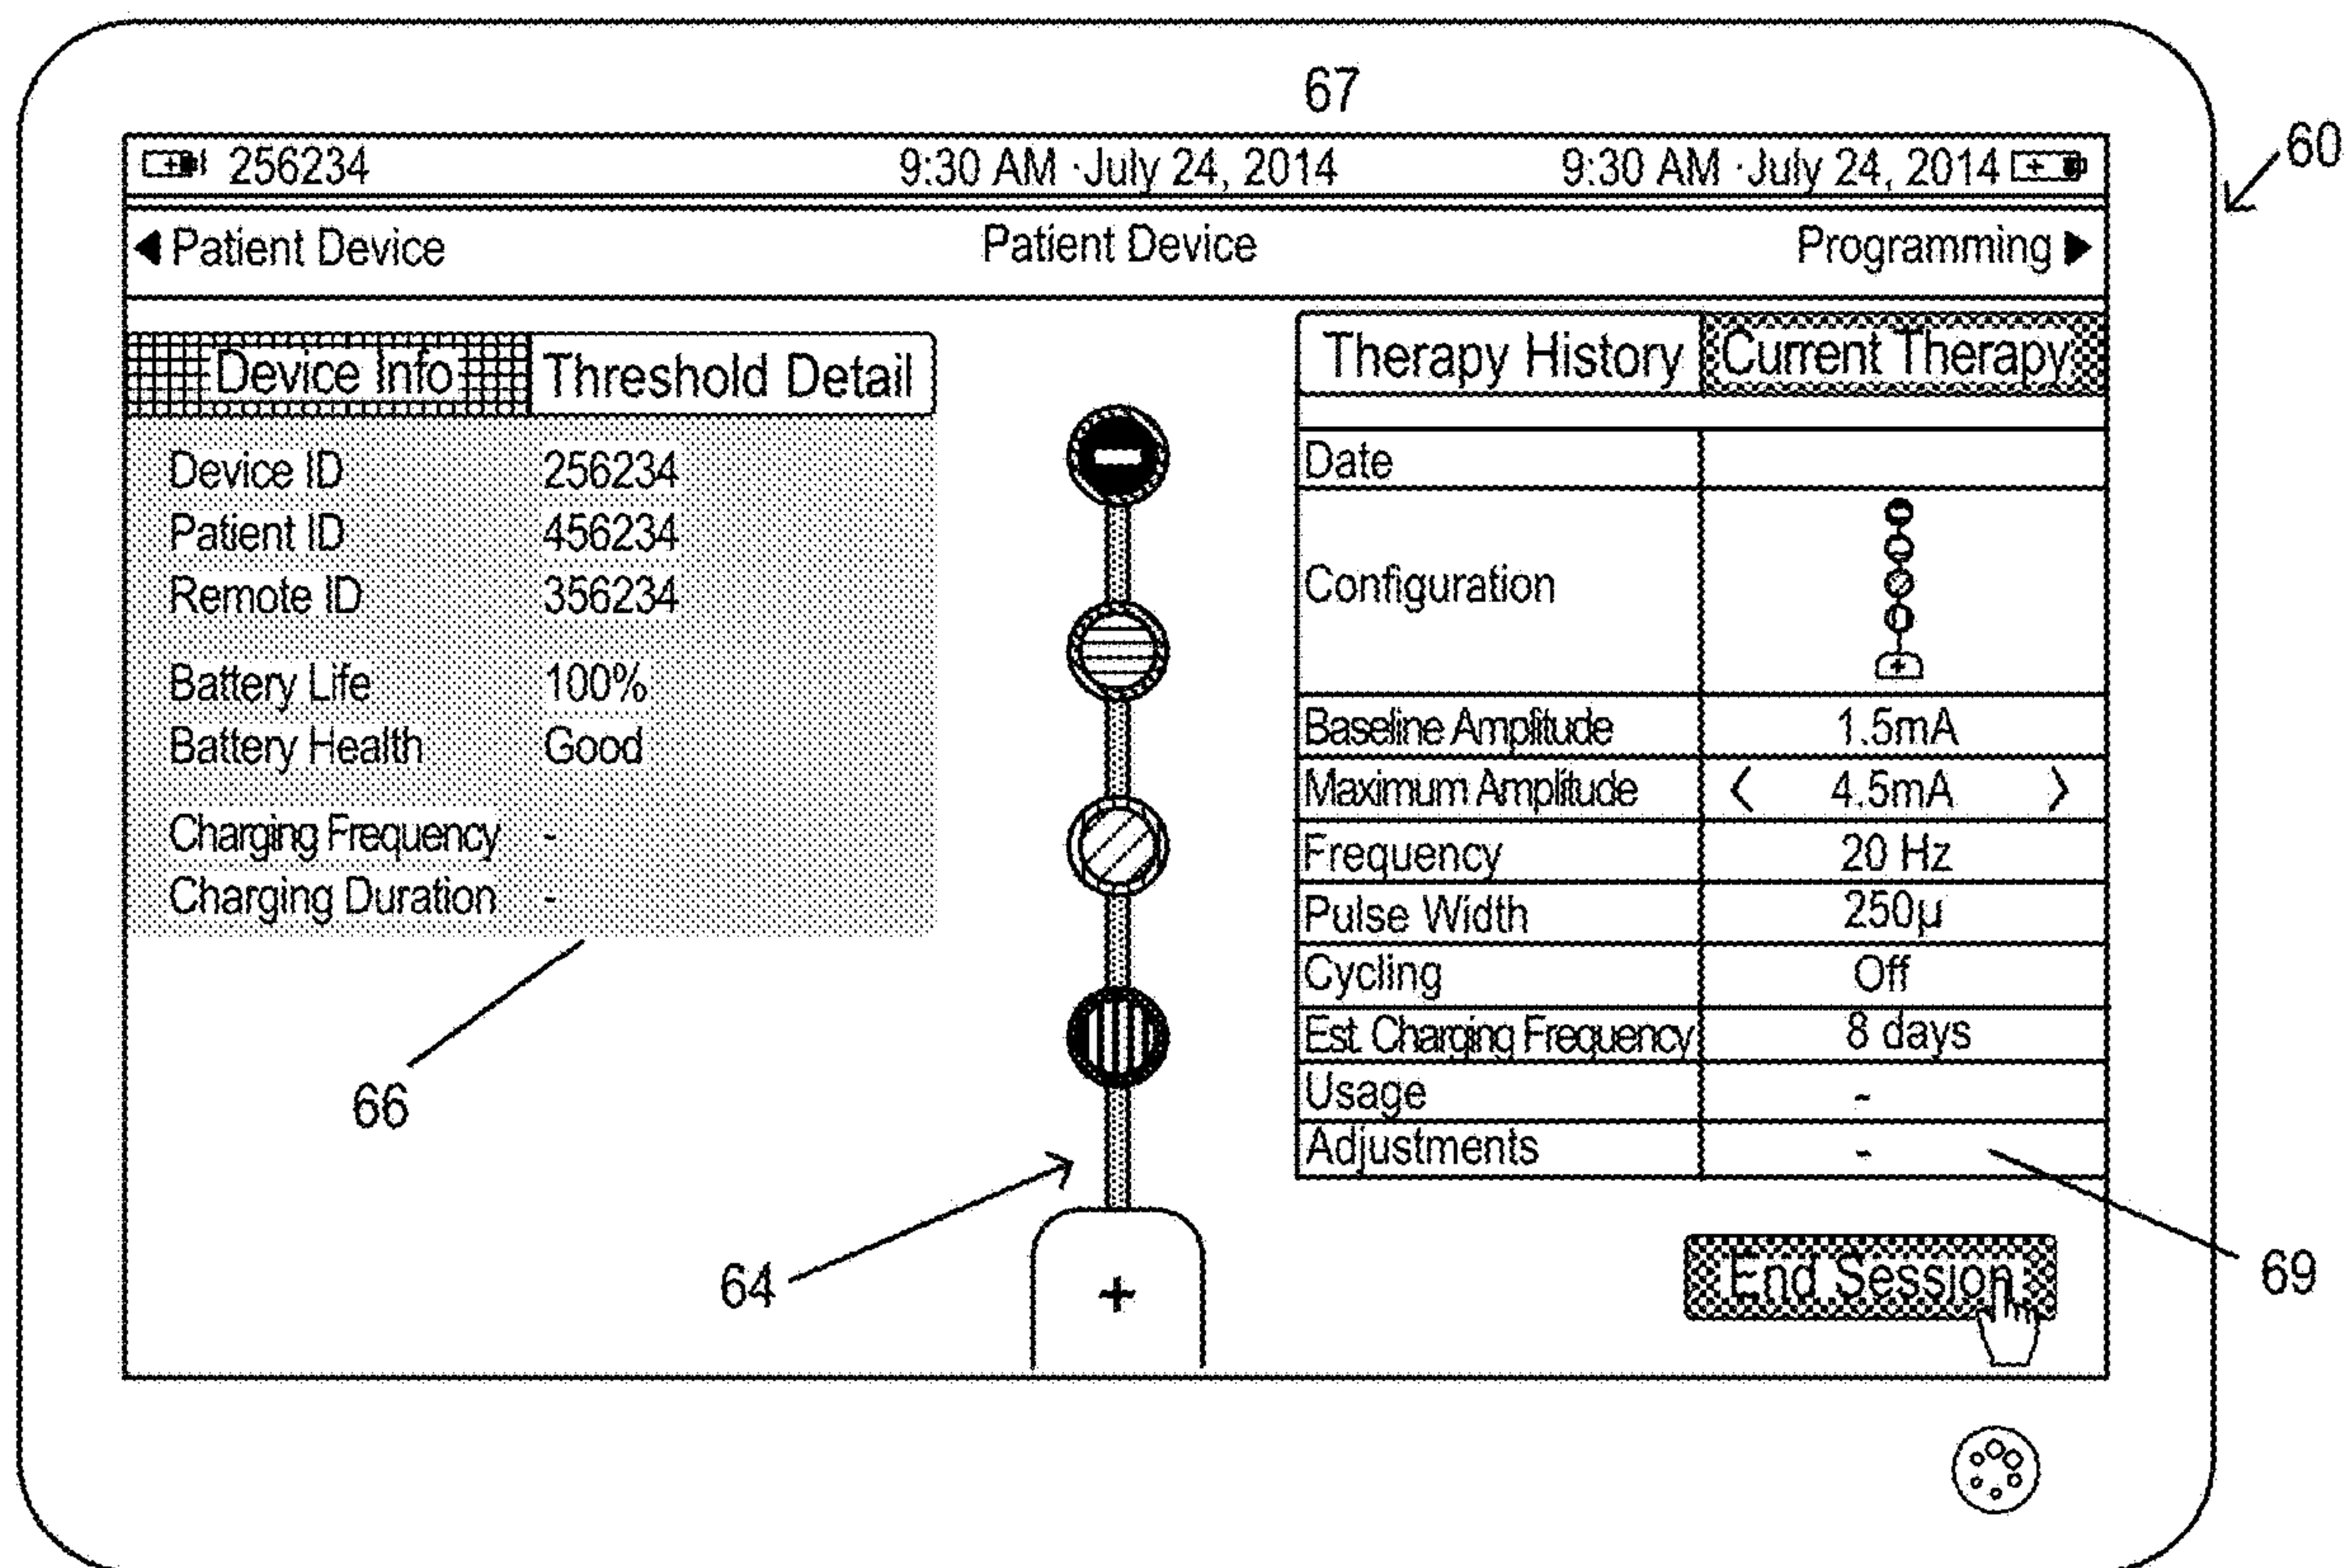 67
60
256234 9:30 AM ·July 24, 2014 9:30 AM ·July 24, 2014
Patient Device Patient Device Programming
Device Info Threshold Detail
Device ID 256234
Patient ID 456234
Remote ID 356234
Battery Life 100%
Battery Health Good
Charging Frequency -
Charging Duration -
66
64
+
Therapy History Current Therapy
Date
Configuration
+
Baseline Amplitude 1.5mA
Maximum Amplitude < 4.5mA >
Frequency 20 Hz
Pulse Width 250µ
Cycling Off
Est. Charging Frequency 8 days
Usage -
Adjustments -
End Session
69